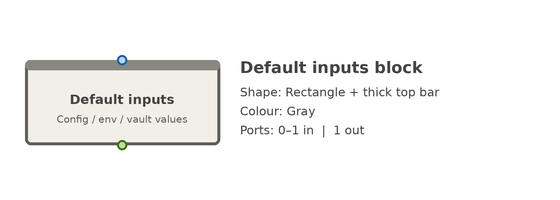 Default inputs
Config / env / vault values
Default inputs block
Shape: Rectangle + thick top bar
Colour: Gray
Ports: 0–1 in | 1 out